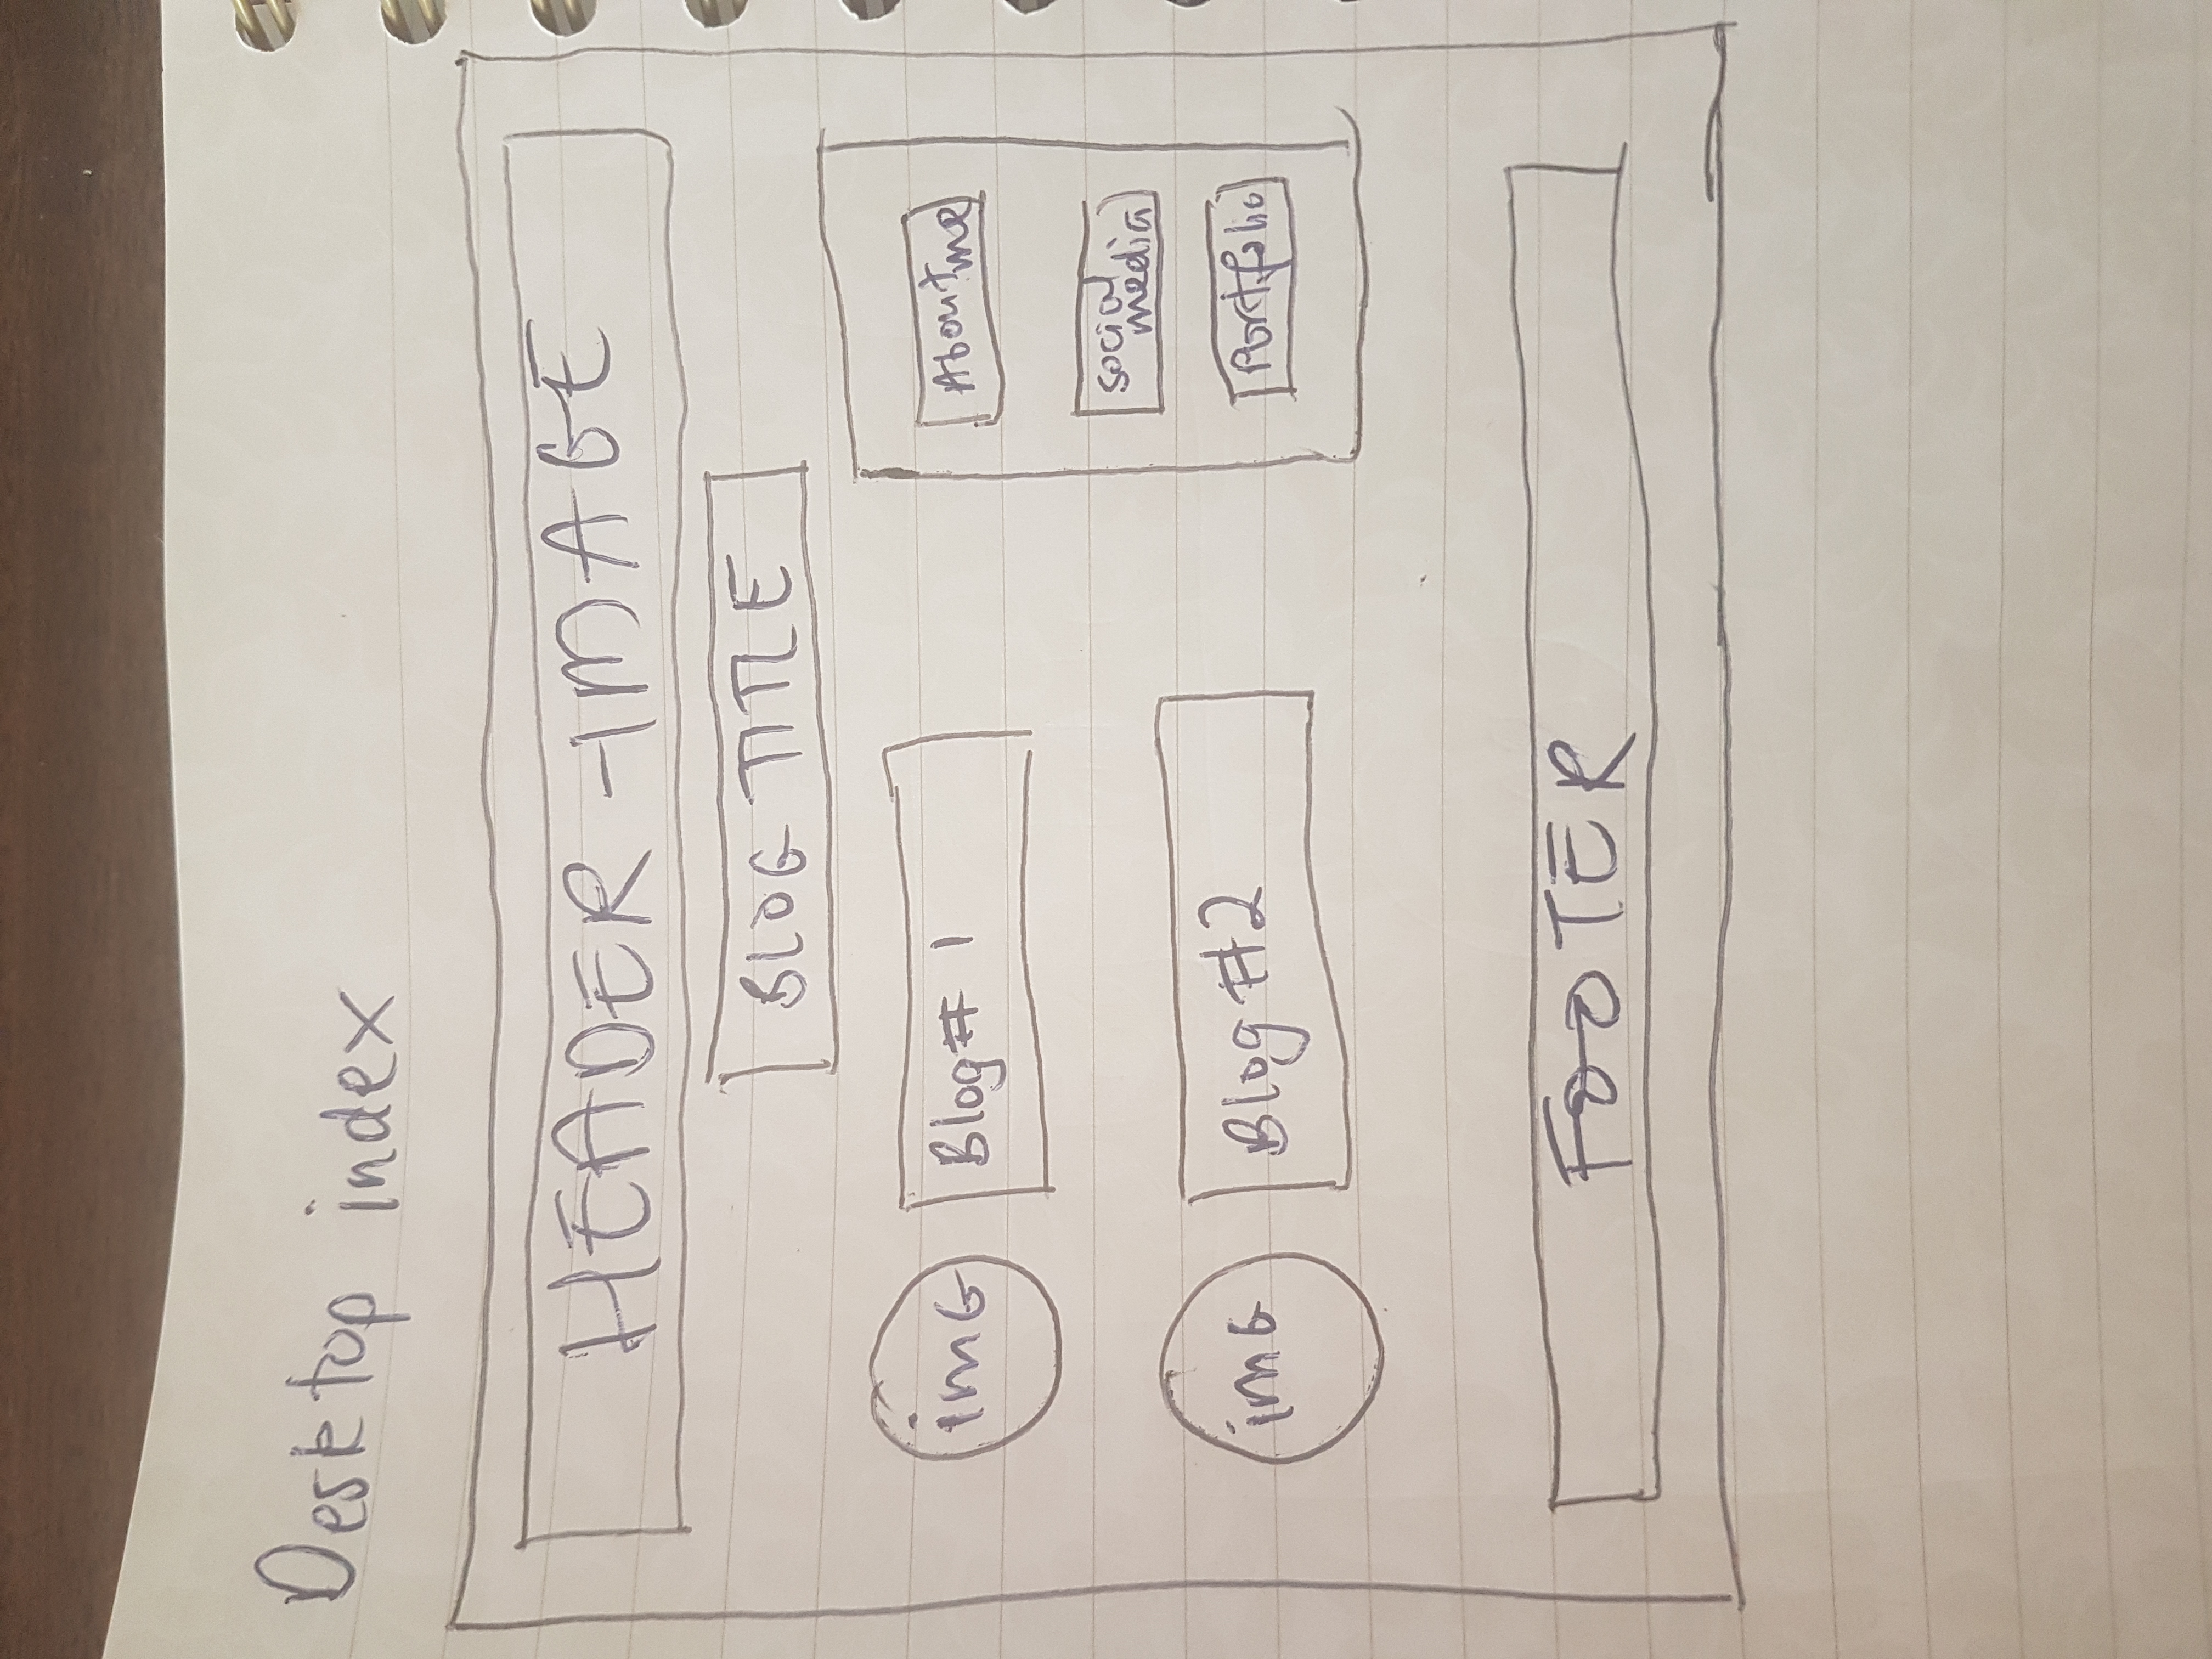 Desktop index
HEADER-IMAGE
BLOG TITLE
imG
Blog# 1
imG
Blog #2
About me
social
media
Portfolio
FOOTER